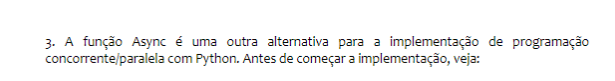 3. A função Async é uma outra alternativa para a implementação de programação
concorrente/paralela com Python. Antes de começar a implementação, veja: